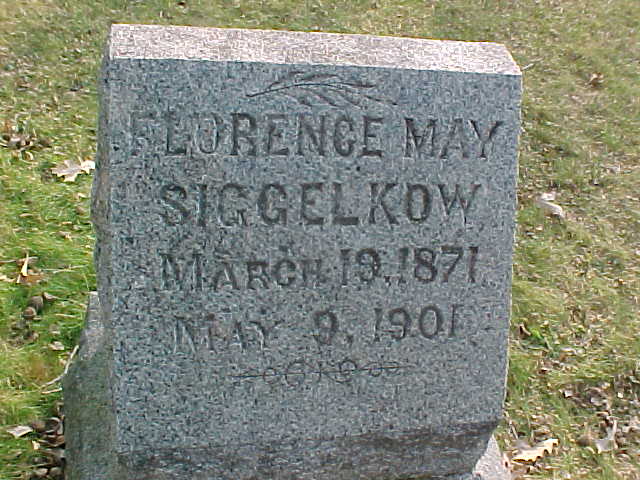 FLORENCE MAY
SIGGELKOW
MARCH 19, 1871
MAY 9, 1901